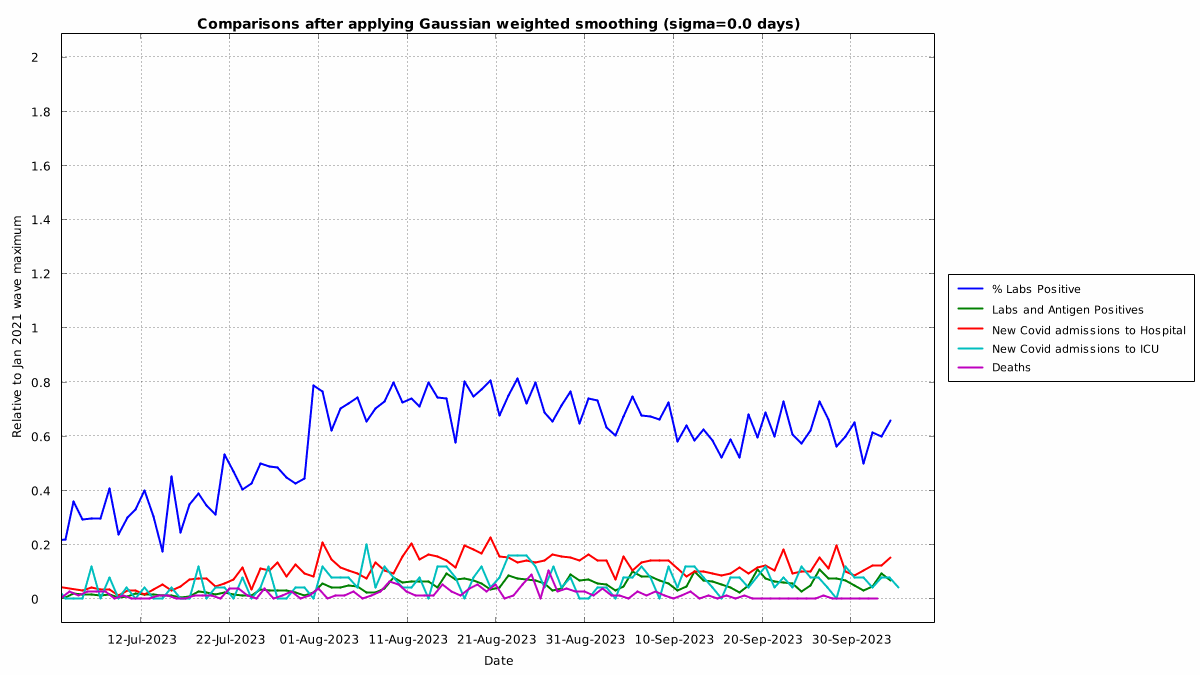 Comparisons after applying Gaussian weighted smoothing (sigma=0.0 days)
Relative to Jan 2021 wave maximum
2
1.8
1.6
1.4
1.2
1
0.8
0.6
0.4
0.2
0
12-Jul-2023 22-Jul-2023 01-Aug-2023 11-Aug-2023 21-Aug-2023 31-Aug-2023 10-Sep-2023 20-Sep-2023 30-Sep-2023
Date
% Labs Positive
Labs and Antigen Positives
New Covid admissions to Hospital
New Covid admissions to ICU
Deaths